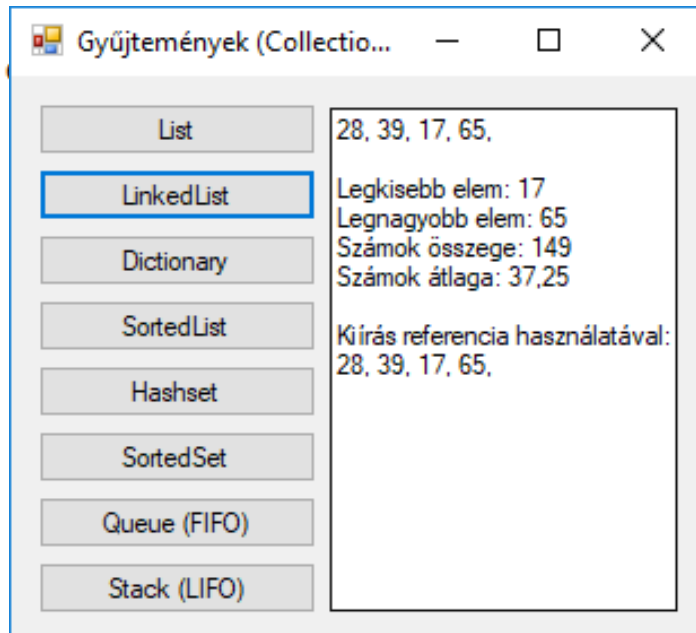 Gyűjtemények (Collectio...
List
LinkedList
Dictionary
SortedList
Hashset
SortedSet
Queue (FIFO)
Stack (LIFO)
28, 39, 17, 65,
Legkisebb elem: 17
Legnagyobb elem: 65
Számok összege: 149
Számok átlaga: 37,25
Kiírás referencia használatával:
28, 39, 17, 65,